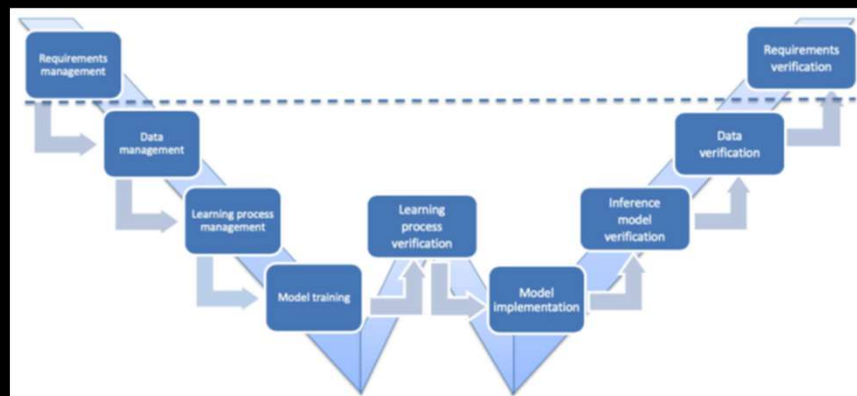 Requirements
management
Data
management
Learning process
management
Model training
Learning
process
verification
Model
implementation
Inference
model
verification
Data
verification
Requirements
verification